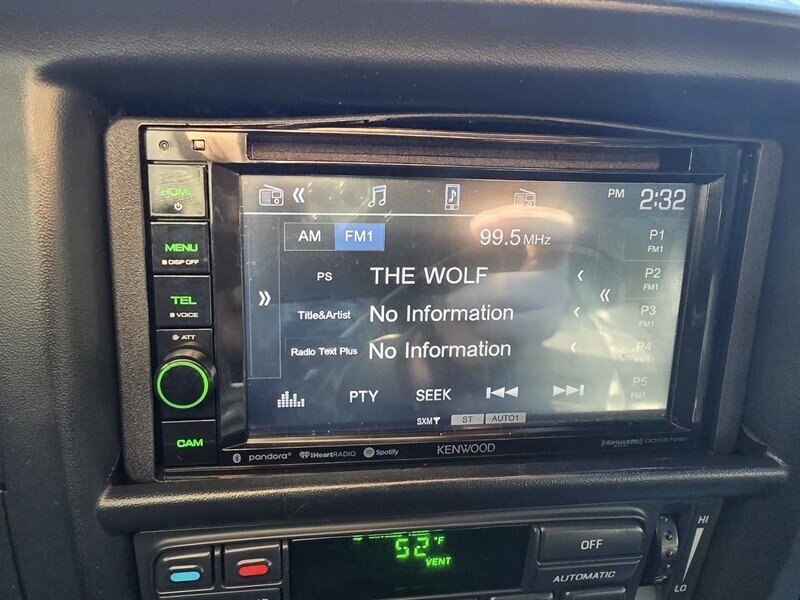 HOME
MENU
DISP OFF
TEL
VOICE
ATT
CAM
PM 2:32
AM FM1 99.5MHz
PS THE WOLF
Title&Artist No Information
Radio Text Plus No Information
PTY SEEK
SXM ST AUTO1
P1
FM1
P2
FM1
P3
FM1
P4
FM1
P5
FM1
pandora iHeartRADIO Spotify KENWOOD SiriusXM
°F
VENT
OFF
AUTOMATIC
HI
LO